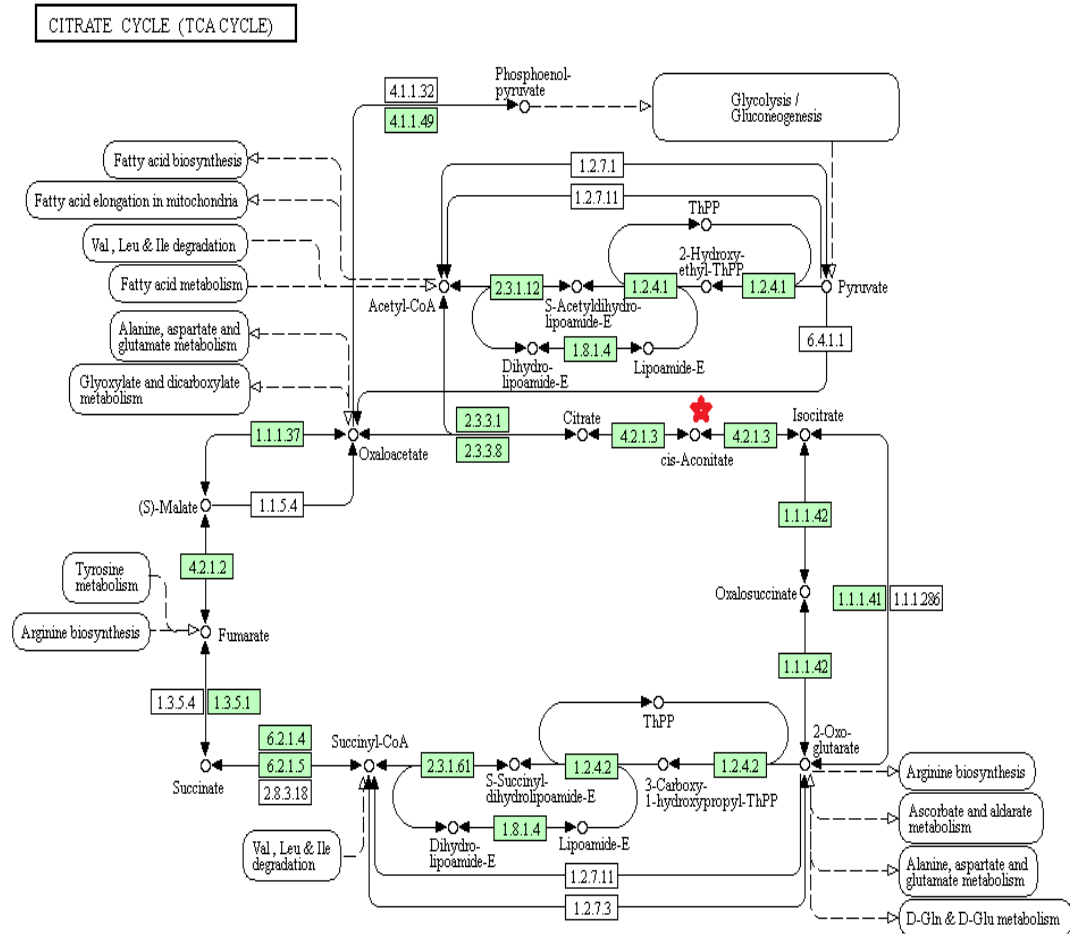 CITRATE CYCLE (TCA CYCLE)
Phosphoenol-
pyruvate
4.1.1.32
4.1.1.49
Glycolysis /
Gluconeogenesis
Fatty acid biosynthesis
Fatty acid elongation in mitochondria
Val, Leu & Ile degradation
Fatty acid metabolism
Alanine, aspartate and
glutamate metabolism
Glyoxylate and dicarboxylate
metabolism
1.2.7.1
1.2.7.11
ThPP
2-Hydroxy-
ethyl-ThPP
2.3.1.12
1.2.4.1
1.2.4.1
Acetyl-CoA
S-Acetyldihydro-
lipoamide-E
Pyruvate
1.8.1.4
Dihydro-
lipoamide-E
Lipoamide-E
6.4.1.1
1.1.1.37
Oxaloacetate
2.3.3.1
2.3.3.8
Citrate
4.2.1.3
cis-Aconitate
4.2.1.3
Isocitrate
(S)-Malate
1.1.5.4
1.1.1.42
4.2.1.2
Tyrosine
metabolism
Arginine biosynthesis
Fumarate
Oxalosuccinate
1.1.1.41
1.1.1.286
1.1.1.42
1.3.5.4
1.3.5.1
ThPP
6.2.1.4
6.2.1.5
2.8.3.18
Succinate
Succinyl-CoA
2.3.1.61
S-Succinyl-
dihydrolipoamide-E
1.2.4.2
3-Carboxy-
1-hydroxypropyl-ThPP
1.2.4.2
2-Oxo-
glutarate
1.8.1.4
Dihydro-
lipoamide-E
Lipoamide-E
Val, Leu & Ile
degradation
1.2.7.11
1.2.7.3
Arginine biosynthesis
Ascorbate and aldarate
metabolism
Alanine, aspartate and
glutamate metabolism
D-Gln & D-Glu metabolism